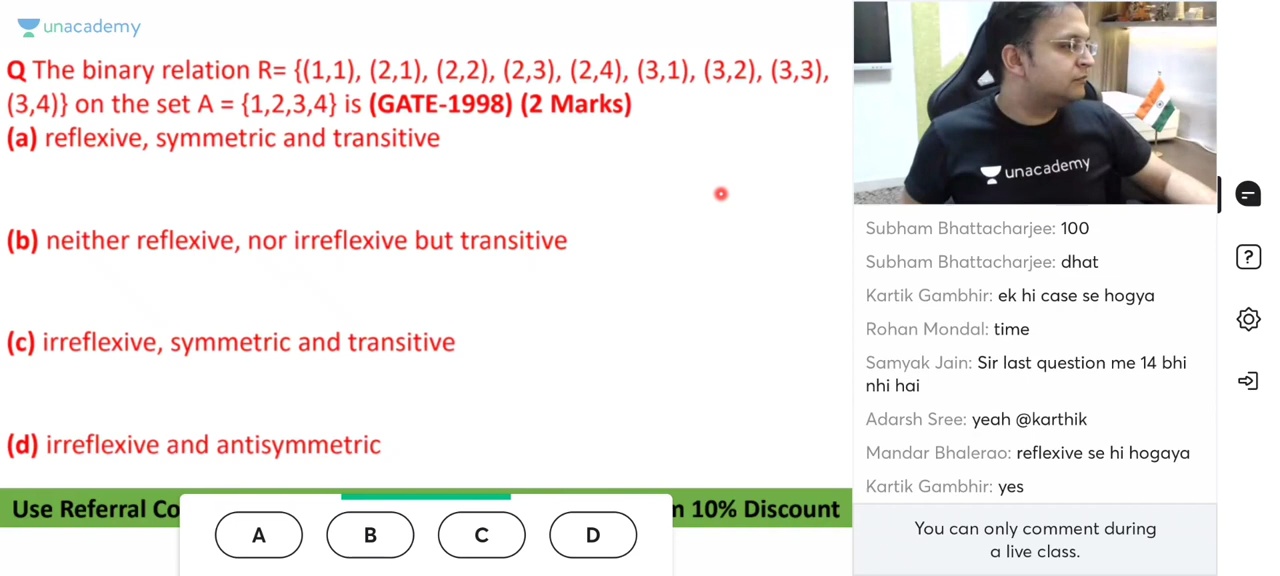 unacademy
Q The binary relation R= {(1,1), (2,1), (2,2), (2,3), (2,4), (3,1), (3,2), (3,3),
(3,4)} on the set A = {1,2,3,4} is (GATE-1998) (2 Marks)
(a) reflexive, symmetric and transitive
(b) neither reflexive, nor irreflexive but transitive
(c) irreflexive, symmetric and transitive
(d) irreflexive and antisymmetric
Use Referral Co
n 10% Discount
A
B
C
D
unacademy
Subham Bhattacharjee: 100
Subham Bhattacharjee: dhat
Kartik Gambhir: ek hi case se hogya
Rohan Mondal: time
Samyak Jain: Sir last question me 14 bhi
nhi hai
Adarsh Sree: yeah @karthik
Mandar Bhalerao: reflexive se hi hogaya
Kartik Gambhir: yes
You can only comment during
a live class.
?